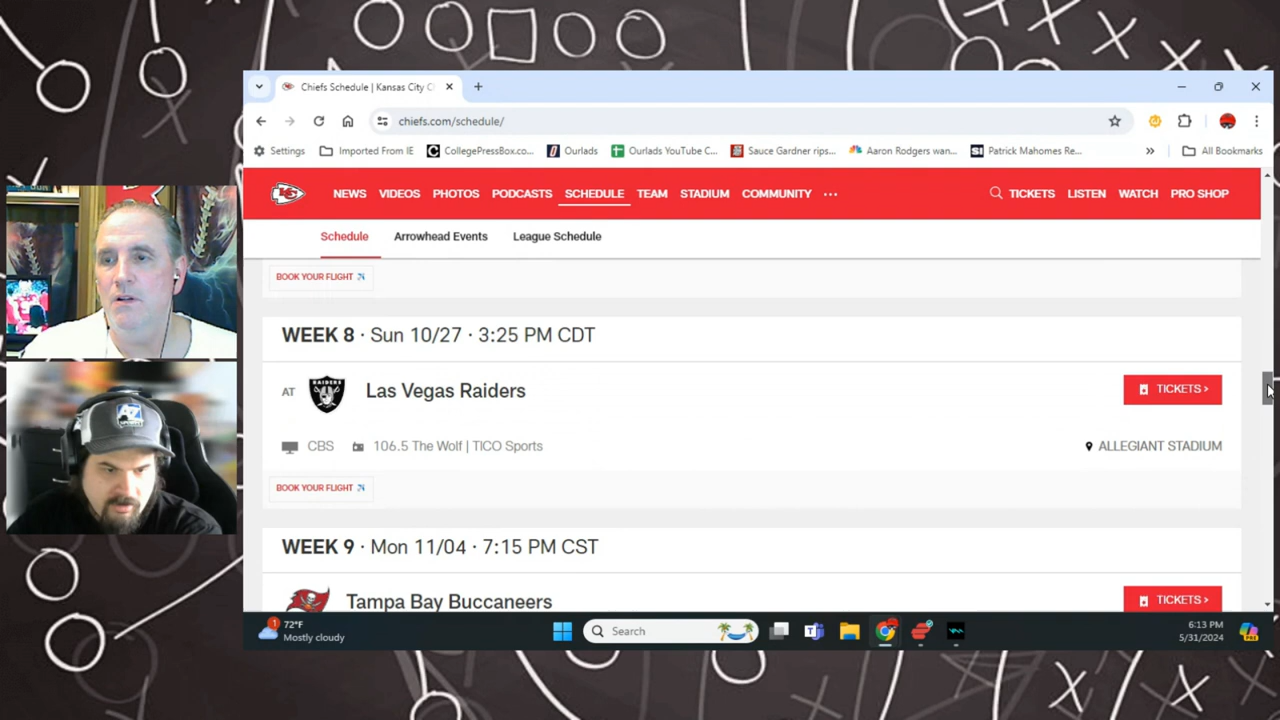 Chiefs Schedule | Kansas City C
chiefs.com/schedule/
Settings Imported From IE CollegePressBox.co... Ourlads Ourlads YouTube C... Sauce Gardner rips... Aaron Rodgers wan... Patrick Mahomes Re... » All Bookmarks
KC NEWS VIDEOS PHOTOS PODCASTS SCHEDULE TEAM STADIUM COMMUNITY ••• TICKETS LISTEN WATCH PRO SHOP
Schedule Arrowhead Events League Schedule
BOOK YOUR FLIGHT
WEEK 8 · Sun 10/27 · 3:25 PM CDT
AT RAIDERS Las Vegas Raiders TICKETS >
CBS 106.5 The Wolf | TICO Sports ALLEGIANT STADIUM
BOOK YOUR FLIGHT
WEEK 9 · Mon 11/04 · 7:15 PM CST
Tampa Bay Buccaneers TICKETS >
1 72°F
Mostly cloudy
Search
6:13 PM
5/31/2024